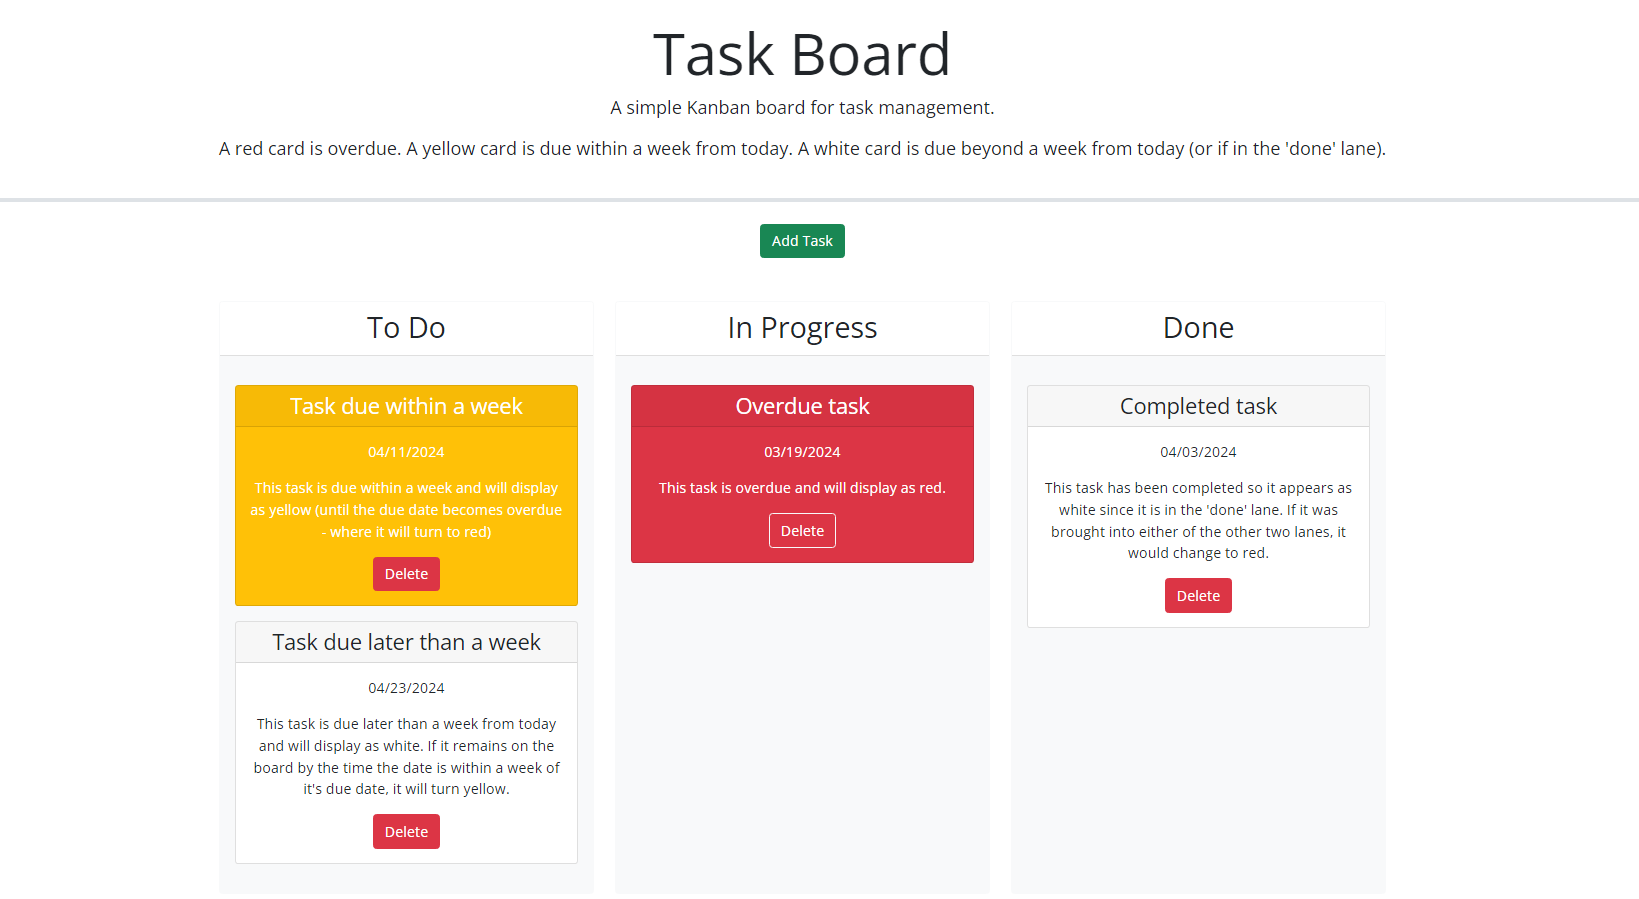 Task Board
A simple Kanban board for task management.
A red card is overdue. A yellow card is due within a week from today. A white card is due beyond a week from today (or if in the 'done' lane).
Add Task
To Do
Task due within a week
04/11/2024
This task is due within a week and will display
as yellow (until the due date becomes overdue
- where it will turn to red)
Delete
Task due later than a week
04/23/2024
This task is due later than a week from today
and will display as white. If it remains on the
board by the time the date is within a week of
it's due date, it will turn yellow.
Delete
In Progress
Overdue task
03/19/2024
This task is overdue and will display as red.
Delete
Done
Completed task
04/03/2024
This task has been completed so it appears as
white since it is in the 'done' lane. If it was
brought into either of the other two lanes, it
would change to red.
Delete